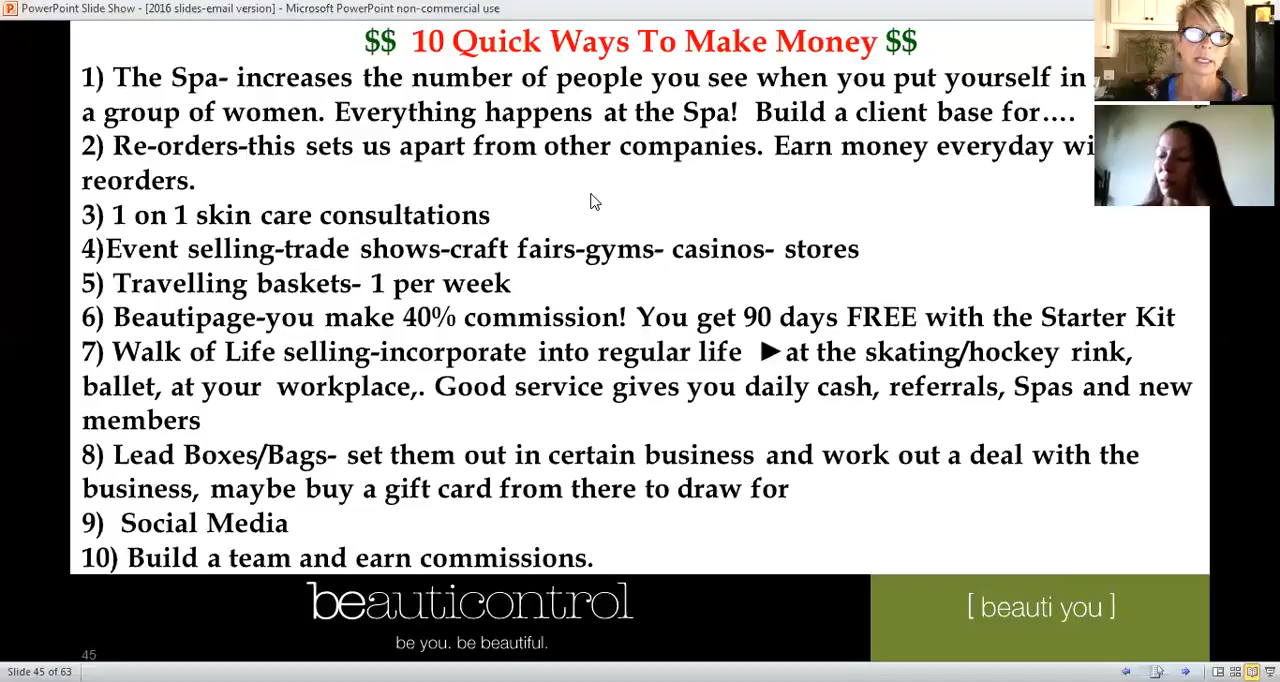 PowerPoint Slide Show - [2016 slides-email version] - Microsoft PowerPoint non-commercial use
$$ 10 Quick Ways To Make Money $$
1) The Spa- increases the number of people you see when you put yourself in
a group of women. Everything happens at the Spa! Build a client base for….
2) Re-orders-this sets us apart from other companies. Earn money everyday wi
reorders.
3) 1 on 1 skin care consultations
4)Event selling-trade shows-craft fairs-gyms- casinos- stores
5) Travelling baskets- 1 per week
6) Beautipage-you make 40% commission! You get 90 days FREE with the Starter Kit
7) Walk of Life selling-incorporate into regular life ►at the skating/hockey rink,
ballet, at your workplace,. Good service gives you daily cash, referrals, Spas and new
members
8) Lead Boxes/Bags- set them out in certain business and work out a deal with the
business, maybe buy a gift card from there to draw for
9) Social Media
10) Build a team and earn commissions.
beauticontrol
[ beauti you ]
be you. be beautiful.
45
Slide 45 of 63